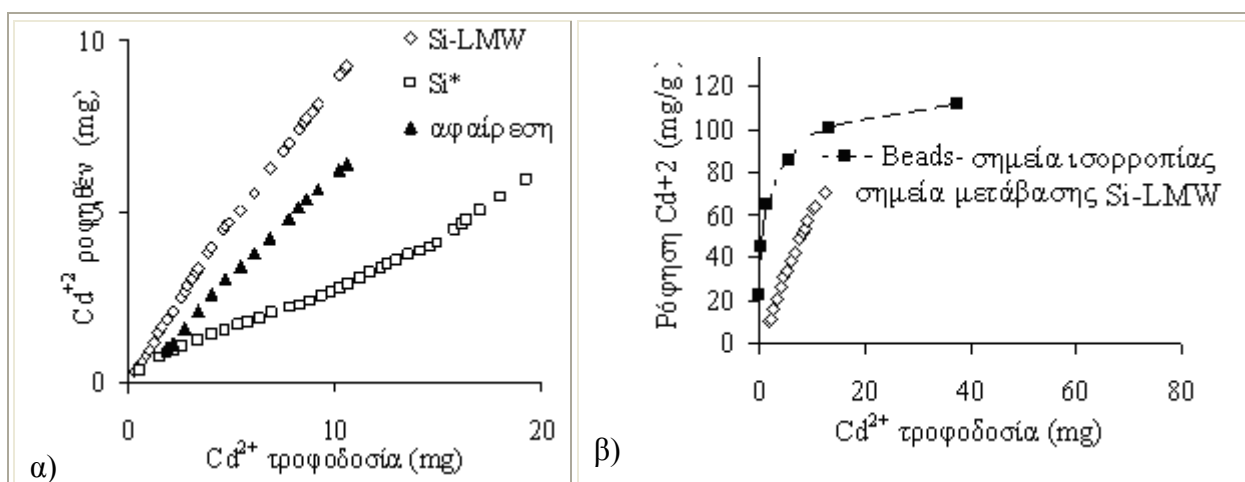 10
5
0
0
10
20
Cd⁺² ροφηθέν (mg)
Cd²⁺ τροφοδοσία (mg)
Si-LMW
Si*
αφαίρεση
α)
120
100
80
60
40
20
0
0
20
40
60
80
Ρόφηση Cd+2 (mg/g)
Cd²⁺ τροφοδοσία (mg)
Beads- σημεία ισορροπίας
σημεία μετάβασης Si-LMW
β)